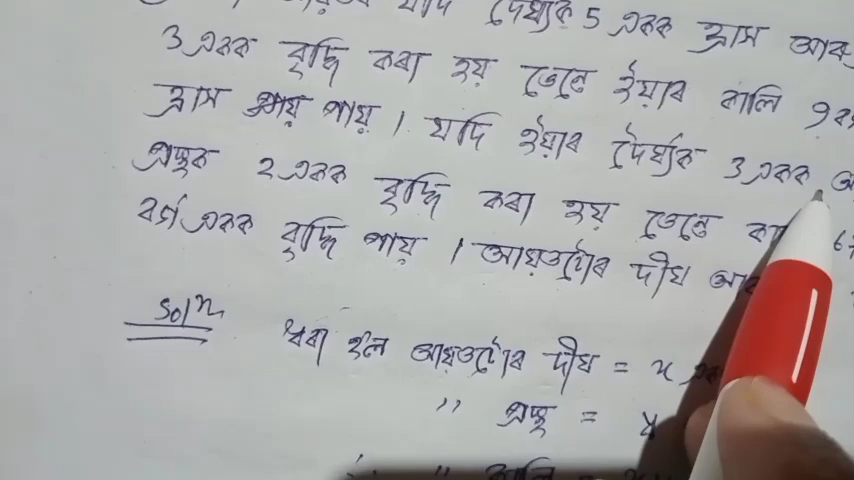 যদি দৈৰ্ঘ্যক 5 একক হ্ৰাস আৰু
3 একক বৃদ্ধি কৰা হয় তেন্তে ইয়াৰ কালি 9
হ্ৰাস পায় । যদি ইয়াৰ দৈৰ্ঘ্যক 3 একক
প্ৰস্থক 2 একক বৃদ্ধি কৰা হয় তেন্তে
বৰ্গ একক বৃদ্ধি পায় । আয়তটোৰ দীঘ
Solⁿ ধৰা হল আয়তটোৰ দীঘ = x
" প্ৰস্থ = y
" কালি =